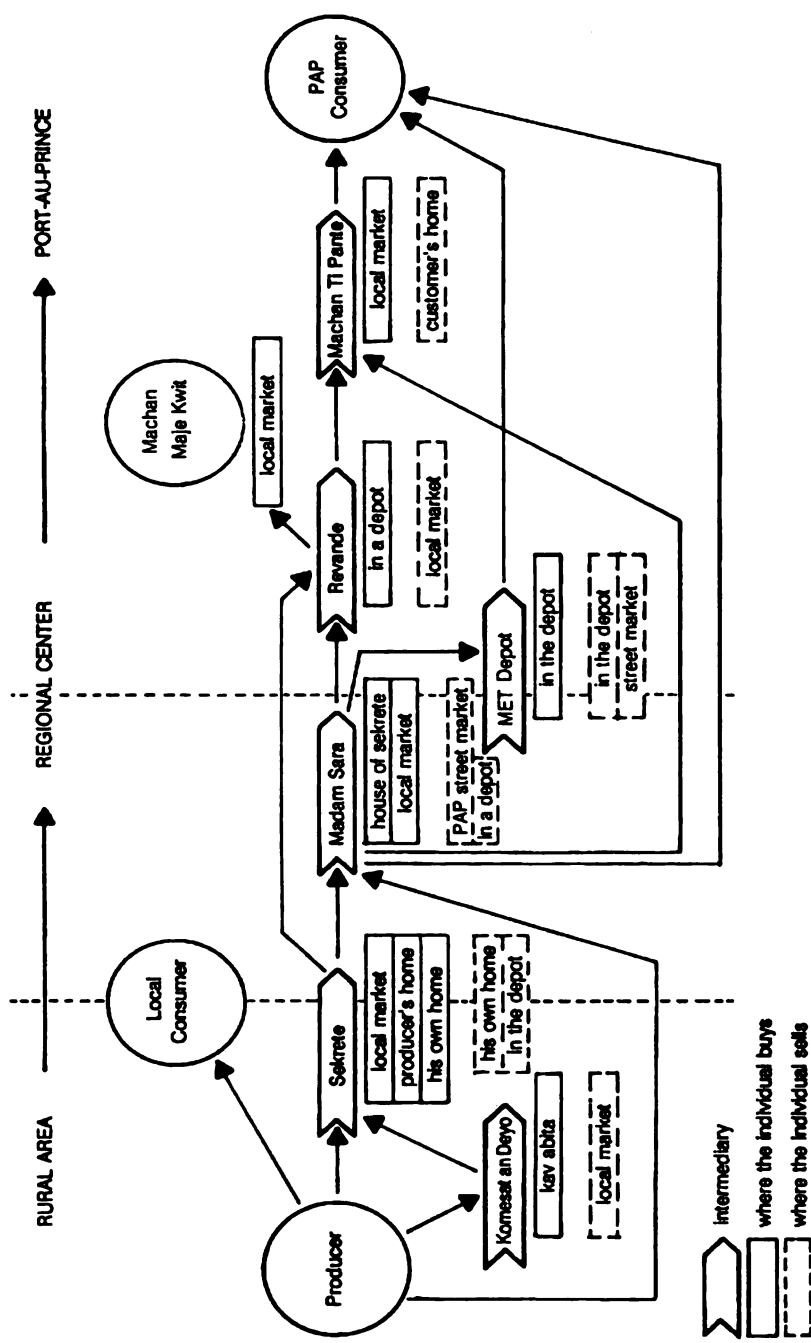 RURAL AREA
REGIONAL CENTER
PORT-AU-PRINCE
Local
Consumer
Machan
Maje Kwit
local market
Producer
Sekrete
local market
producer's home
his own home
his own home
in the depot
Madam Sara
house of sekrete
local market
PAP street market
in a depot
Revande
in a depot
local market
Machan Ti Pante
local market
customer's home
PAP
Consumer
Komesat an Deyo
kav abita
local market
MET Depot
in the depot
in the depot
street market
intermediary
where the individual buys
where the individual sells